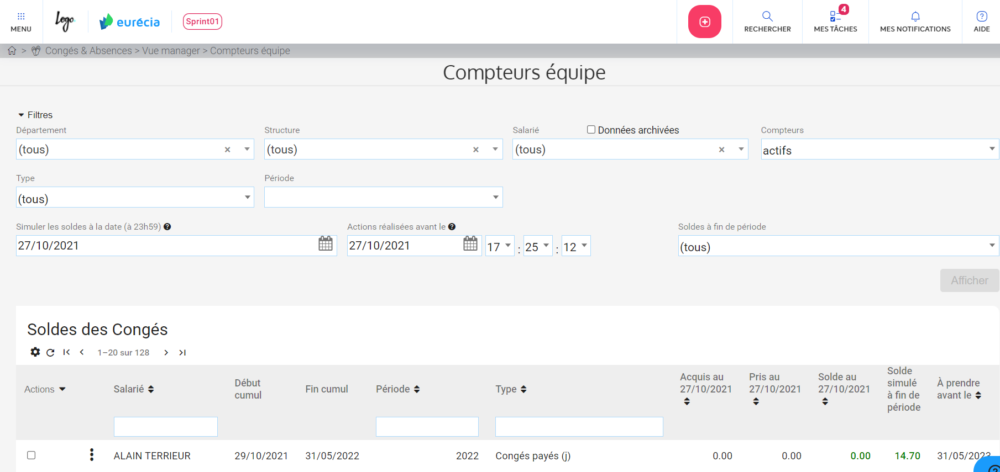 MENU
Logo
eurécia
Sprint01
RECHERCHER
4
MES TÂCHES
MES NOTIFICATIONS
AIDE
> Congés & Absences > Vue manager > Compteurs équipe
Compteurs équipe
Filtres
Département
Structure
Salarié
Données archivées
Compteurs
(tous) ×
(tous) ×
(tous) ×
actifs
Type
Période
(tous)
Simuler les soldes à la date (à 23h59)
Actions réalisées avant le
Soldes à fin de période
27/10/2021
27/10/2021
17 : 25 : 12
(tous)
Afficher
Soldes des Congés
1–20 sur 128
Actions
Salarié
Début
cumul
Fin cumul
Période
Type
Acquis au
27/10/2021
Pris au
27/10/2021
Solde au
27/10/2021
Solde
simulé
à fin de
période
À prendre
avant le
ALAIN TERRIEUR
29/10/2021
31/05/2022
2022
Congés payés (j)
0.00
0.00
0.00
14.70
31/05/2023